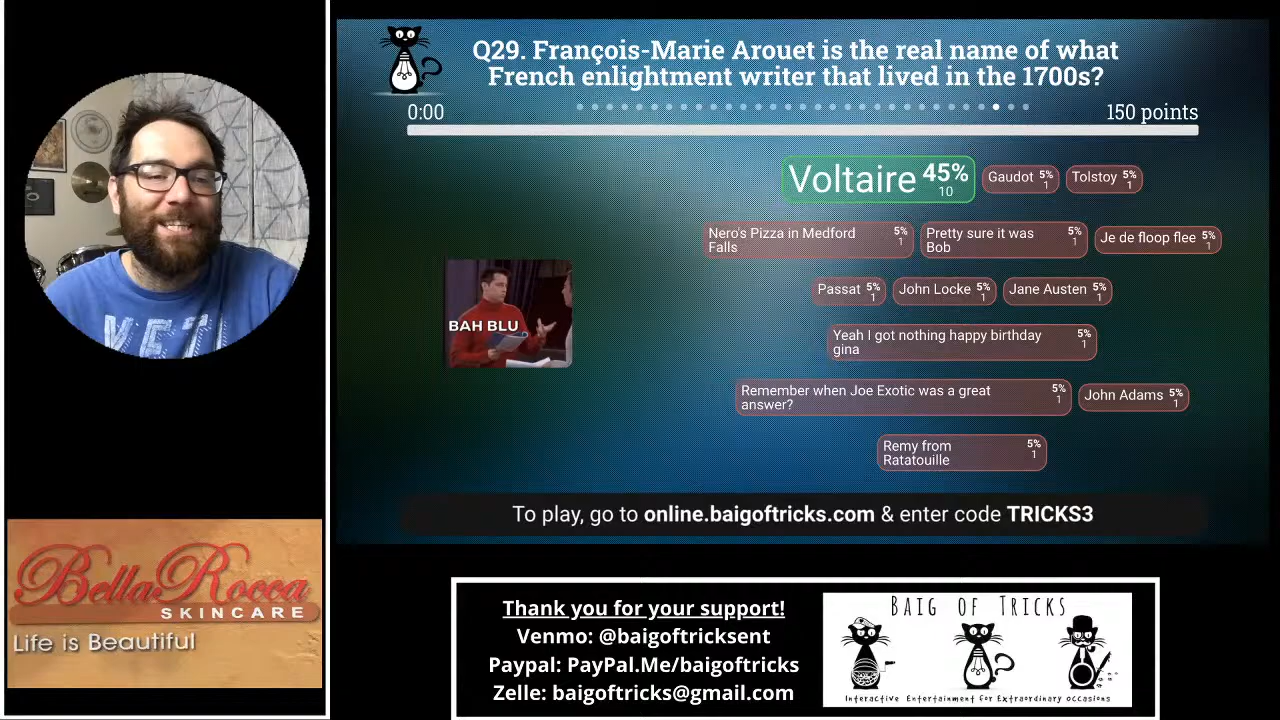 Q29. François-Marie Arouet is the real name of what
French enlightment writer that lived in the 1700s?
0:00
150 points
Voltaire 45% 10
Gaudot 5% 1
Tolstoy 5% 1
Nero's Pizza in Medford
Falls 5% 1
Pretty sure it was
Bob 5% 1
Je de floop flee 5% 1
Passat 5% 1
John Locke 5% 1
Jane Austen 5% 1
Yeah I got nothing happy birthday
gina 5% 1
Remember when Joe Exotic was a great
answer? 5% 1
John Adams 5% 1
Remy from
Ratatouille 5% 1
BAH BLU
To play, go to online.baigoftricks.com & enter code TRICKS3
BellaRocca
SKINCARE
Life is Beautiful
Thank you for your support!
Venmo: @baigoftricksent
Paypal: PayPal.Me/baigoftricks
Zelle: baigoftricks@gmail.com
BAIG OF TRICKS
Interactive Entertainment for Extraordinary occasions